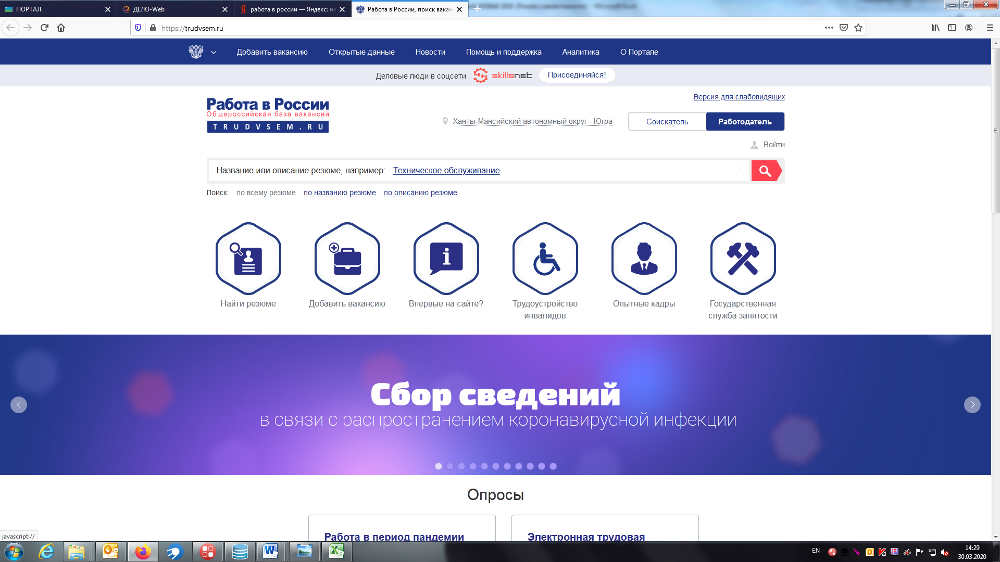 ПОРТАЛ
ДЕЛО-Web
работа в россии — Яндекс: на
Работа в России, поиск вакан
https://trudvsem.ru
Добавить вакансию Открытые данные Новости Помощь и поддержка Аналитика О Портале
Деловые люди в соцсети skillsnet Присоединяйся!
Версия для слабовидящих
Работа в России
Общероссийская база вакансий
TRUDVSEM.RU
Ханты-Мансийский автономный округ - Югра
Соискатель Работодатель
Войти
Название или описание резюме, например: Техническое обслуживание
Поиск: по всему резюме по названию резюме по описанию резюме
Найти резюме
Добавить вакансию
Впервые на сайте?
Трудоустройство
инвалидов
Опытные кадры
Государственная
служба занятости
Сбор сведений
в связи с распространением коронавирусной инфекции
Опросы
Работа в период пандемии
Электронная трудовая
javascript://
EN
14:29
30.03.2020